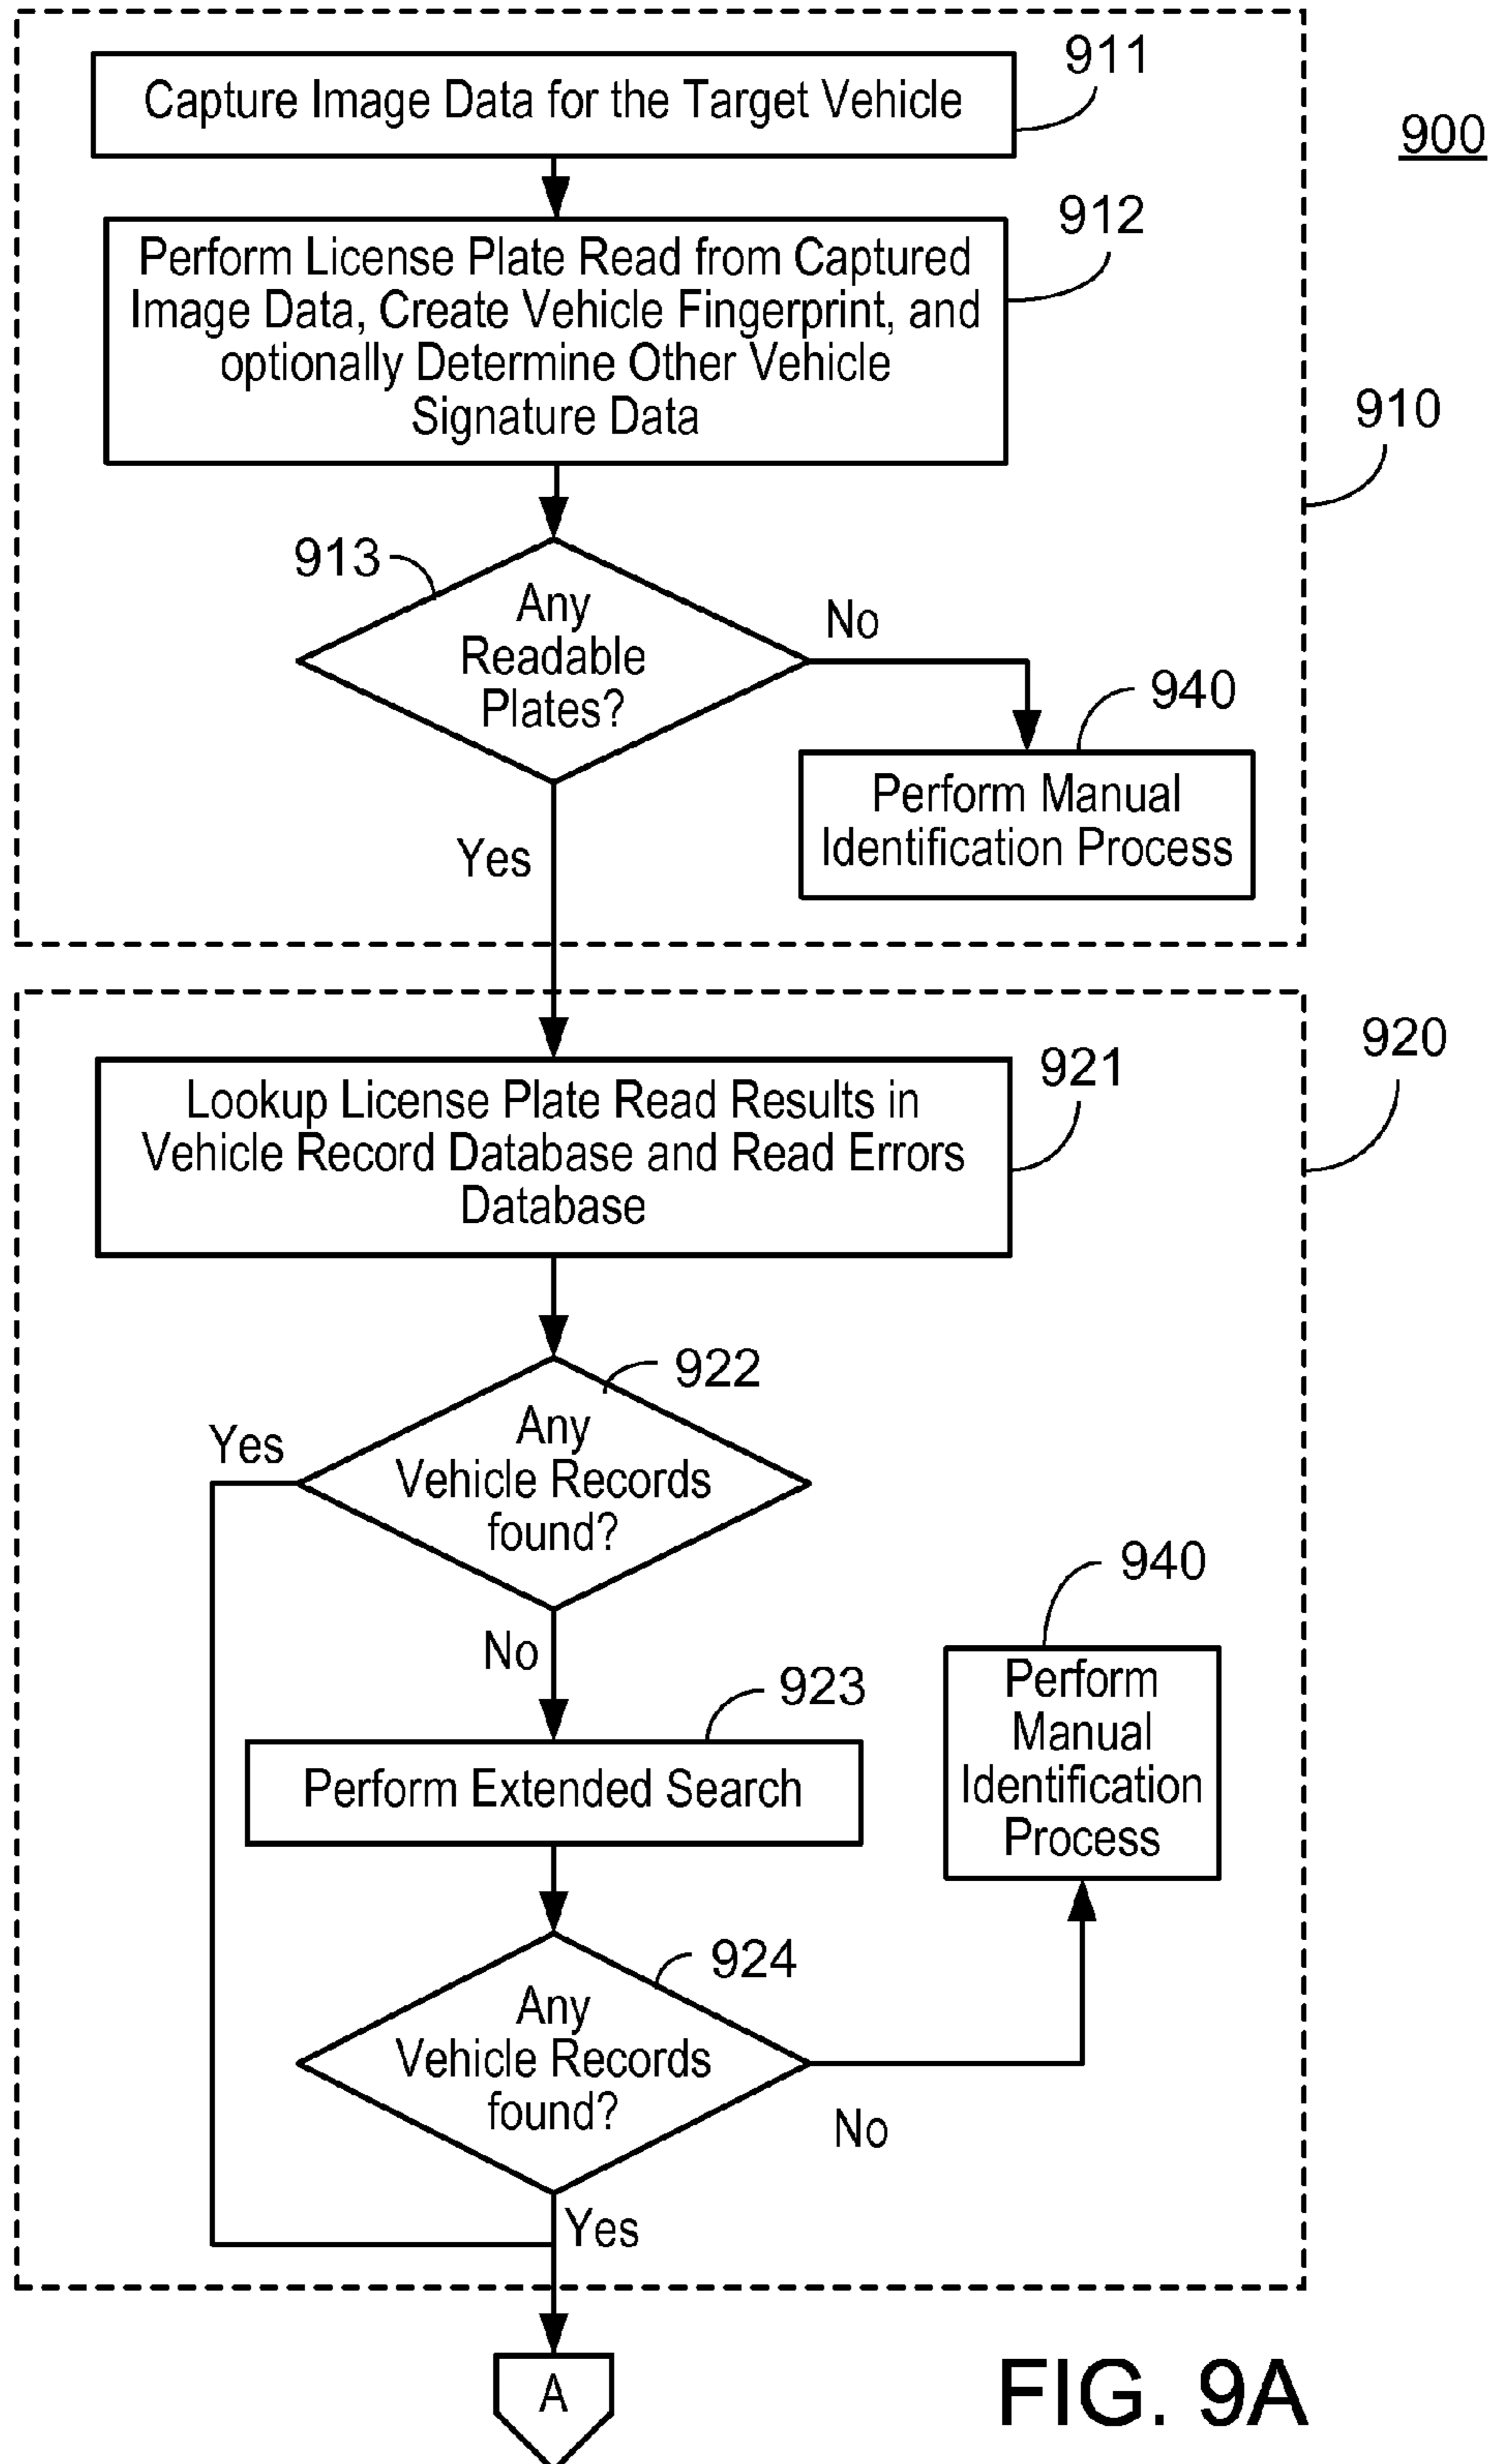 911
Capture Image Data for the Target Vehicle
900
912
Perform License Plate Read from Captured
Image Data, Create Vehicle Fingerprint, and
optionally Determine Other Vehicle
Signature Data
910
913
Any
Readable
Plates?
No
940
Perform Manual
Identification Process
Yes
920
921
Lookup License Plate Read Results in
Vehicle Record Database and Read Errors
Database
922
Yes
Any
Vehicle Records
found?
940
No
Perform
Manual
Identification
Process
923
Perform Extended Search
924
Any
Vehicle Records
found?
No
Yes
A
FIG. 9A